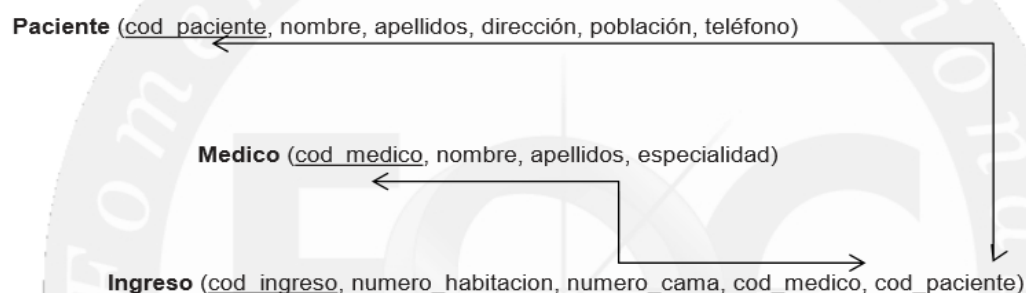 Paciente (cod_paciente, nombre, apellidos, dirección, población, teléfono)
Medico (cod_medico, nombre, apellidos, especialidad)
Ingreso (cod_ingreso, numero_habitacion, numero_cama, cod_medico, cod_paciente)